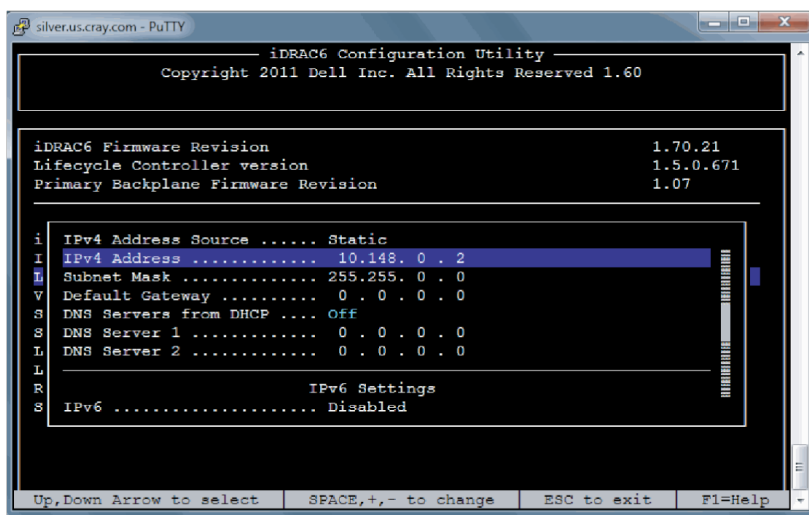 silver.us.cray.com - PuTTY
iDRAC6 Configuration Utility
Copyright 2011 Dell Inc. All Rights Reserved 1.60
iDRAC6 Firmware Revision 1.70.21
Lifecycle Controller version 1.5.0.671
Primary Backplane Firmware Revision 1.07
i IPv4 Address Source ...... Static
I IPv4 Address ............. 10.148. 0 . 2
L Subnet Mask .............. 255.255. 0 . 0
V Default Gateway .......... 0 . 0 . 0 . 0
S DNS Servers from DHCP .... Off
S DNS Server 1 ............. 0 . 0 . 0 . 0
L DNS Server 2 ............. 0 . 0 . 0 . 0
L
R IPv6 Settings
S IPv6 ..................... Disabled
Up,Down Arrow to select SPACE,+,- to change ESC to exit F1=Help